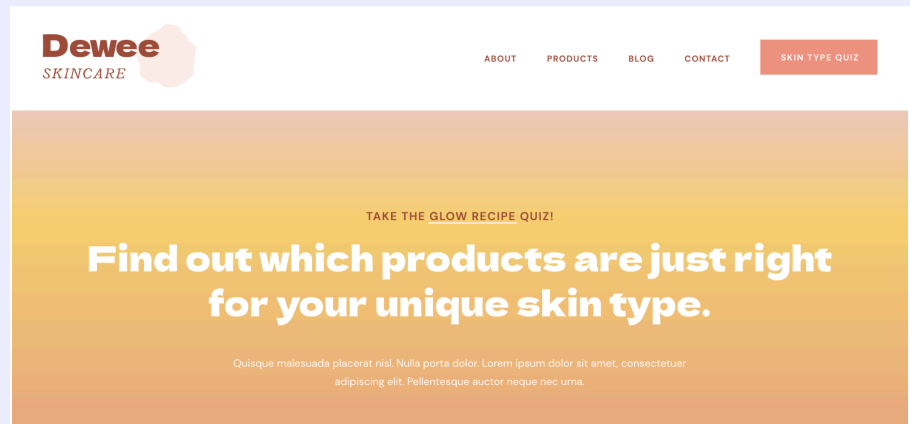 Dewee
SKINCARE
ABOUT PRODUCTS BLOG CONTACT SKIN TYPE QUIZ
TAKE THE GLOW RECIPE QUIZ!
Find out which products are just right
for your unique skin type.
Quisque malesuada placerat nisl. Nulla porta dolor. Lorem ipsum dolor sit amet, consectetuer
adipiscing elit. Pellentesque auctor neque nec urna.